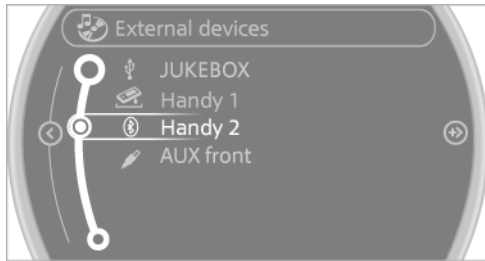 External devices
JUKEBOX
Handy 1
Handy 2
AUX front